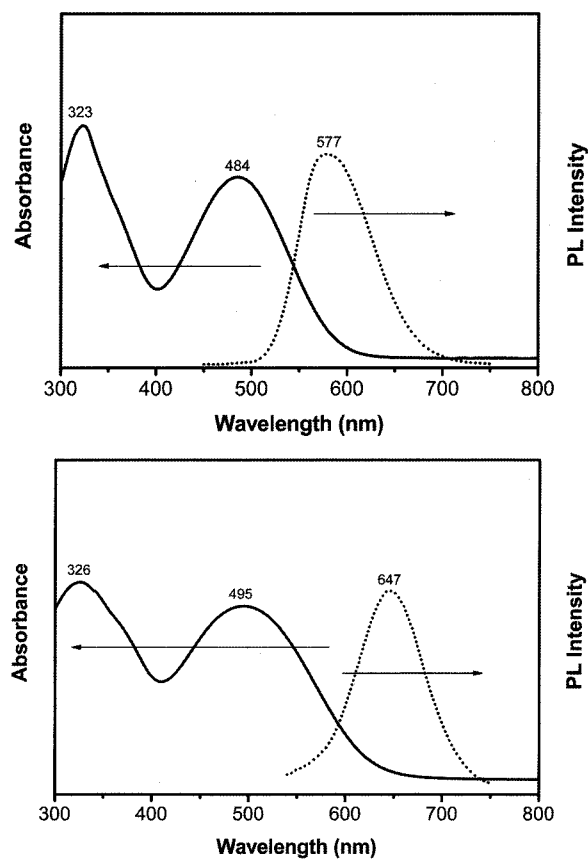 323
484
577
Absorbance
PL Intensity
300 400 500 600 700 800
Wavelength (nm)
326
495
647
Absorbance
PL Intensity
300 400 500 600 700 800
Wavelength (nm)